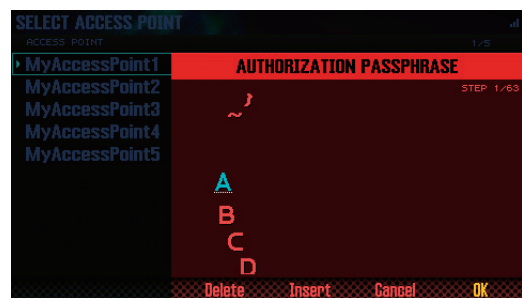 SELECT ACCESS POINT
ACCESS POINT 1/5
MyAccessPoint1
MyAccessPoint2
MyAccessPoint3
MyAccessPoint4
MyAccessPoint5
AUTHORIZATION PASSPHRASE
STEP 1/63
}
~
A
B
C
D
Delete Insert Cancel OK